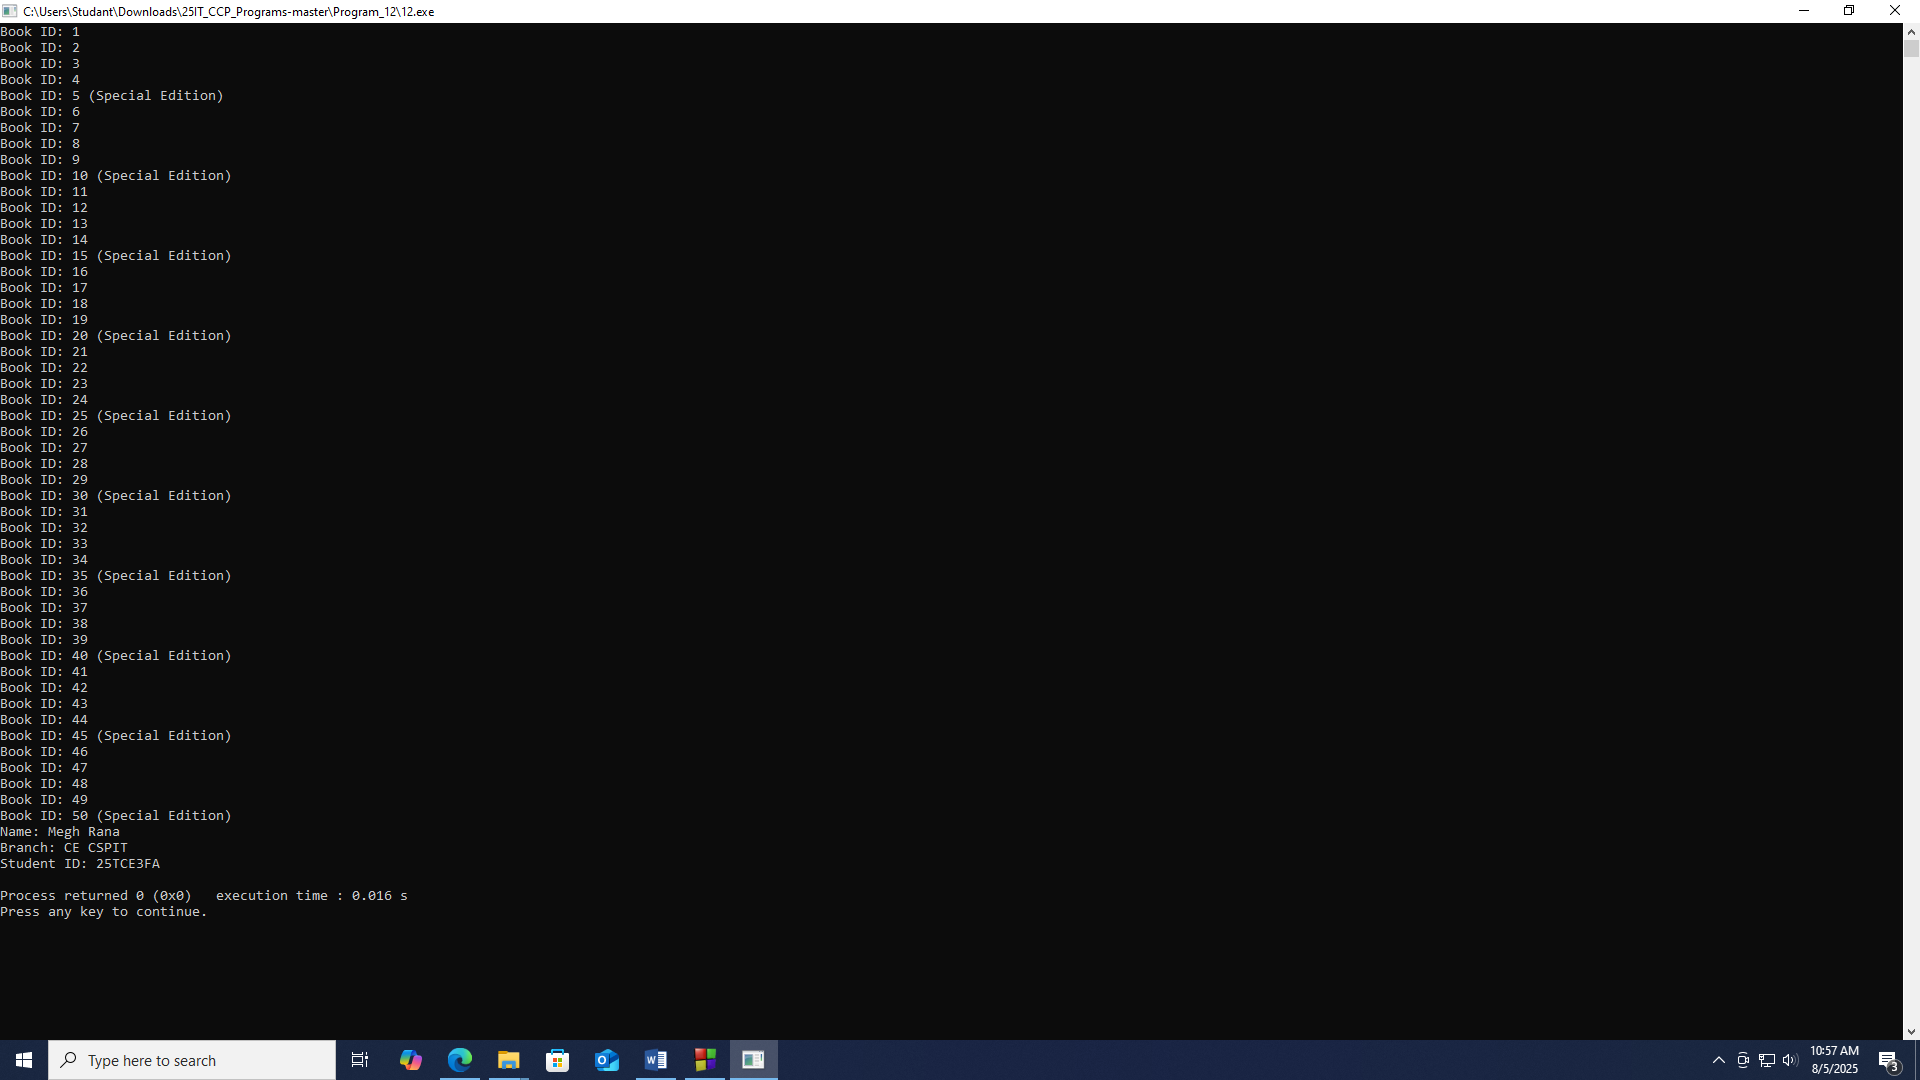 C:\Users\Studant\Downloads\25IT_CCP_Programs-master\Program_12\12.exe
Book ID: 1
Book ID: 2
Book ID: 3
Book ID: 4
Book ID: 5 (Special Edition)
Book ID: 6
Book ID: 7
Book ID: 8
Book ID: 9
Book ID: 10 (Special Edition)
Book ID: 11
Book ID: 12
Book ID: 13
Book ID: 14
Book ID: 15 (Special Edition)
Book ID: 16
Book ID: 17
Book ID: 18
Book ID: 19
Book ID: 20 (Special Edition)
Book ID: 21
Book ID: 22
Book ID: 23
Book ID: 24
Book ID: 25 (Special Edition)
Book ID: 26
Book ID: 27
Book ID: 28
Book ID: 29
Book ID: 30 (Special Edition)
Book ID: 31
Book ID: 32
Book ID: 33
Book ID: 34
Book ID: 35 (Special Edition)
Book ID: 36
Book ID: 37
Book ID: 38
Book ID: 39
Book ID: 40 (Special Edition)
Book ID: 41
Book ID: 42
Book ID: 43
Book ID: 44
Book ID: 45 (Special Edition)
Book ID: 46
Book ID: 47
Book ID: 48
Book ID: 49
Book ID: 50 (Special Edition)
Name: Megh Rana
Branch: CE CSPIT
Student ID: 25TCE3FA
Process returned 0 (0x0)   execution time : 0.016 s
Press any key to continue.
Type here to search
10:57 AM
8/5/2025
3